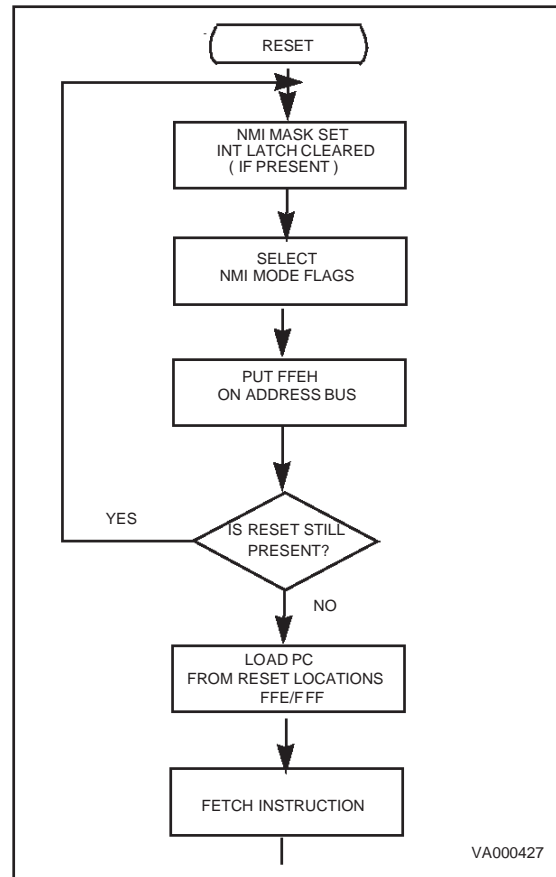 RESET
NMI MASK SET
INT LATCH CLEARED
( IF PRESENT )
SELECT
NMI MODE FLAGS
PUT FFEH
ON ADDRESS BUS
YES
IS RESET STILL
PRESENT?
NO
LOAD PC
FROM RESET LOCATIONS
FFE/FFF
FETCH INSTRUCTION
VA000427